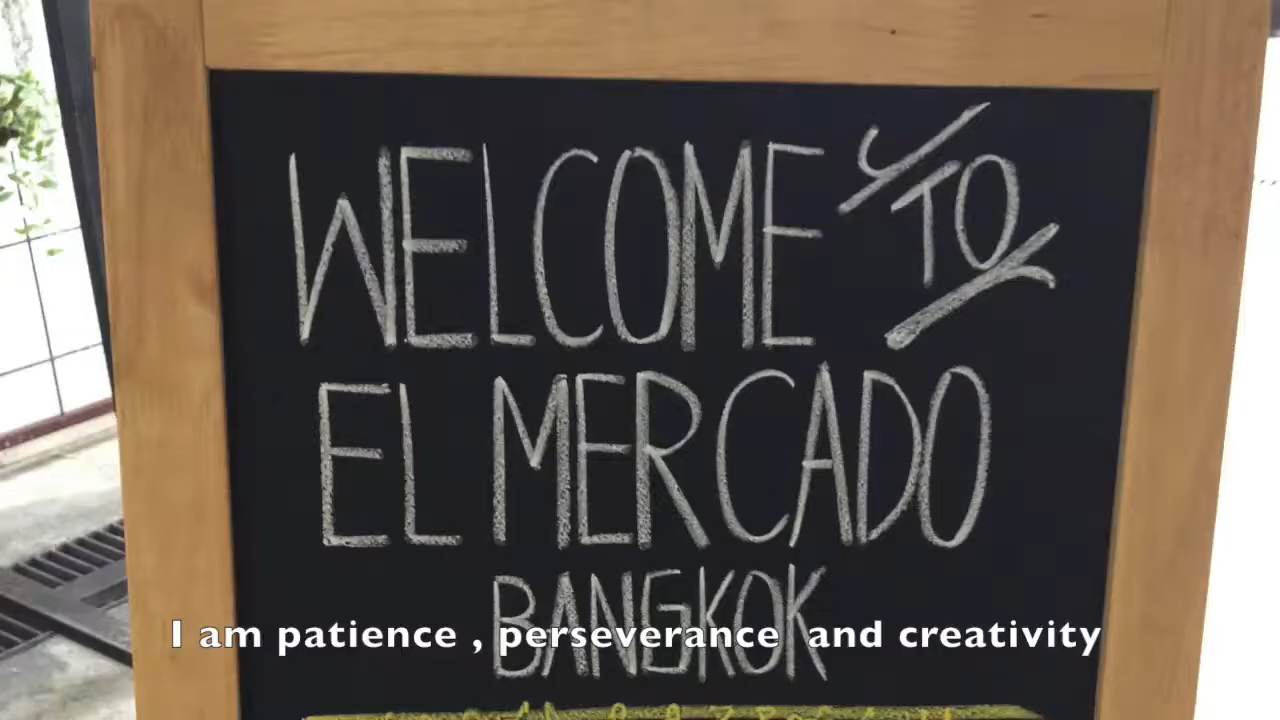 WELCOME TO
EL MERCADO
BANGKOK
I am patience , perseverance and creativity